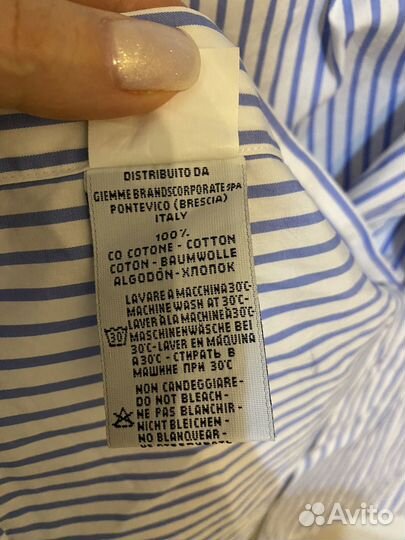 DISTRIBUITO DA
GIEMMEBRANDSCORPORATE SPA
PONTEVICO (BRESCIA)
ITALY
100%
CO COTONE - COTTON
COTON - BAUMWOLLE
ALGODÓN - ХЛОПОК
LAVARE A MACCHINA 30°C-
MACHINE WASH AT 30°C-
LAVER À LA MACHINE À 30°C-
30 MASCHINENWÄSCHE BEI
30°C - LAVER EN MÁQUINA
A 30°C - СТИРАТЬ В
МАШИНЕ ПРИ 30°C
NON CANDEGGIARE-
DO NOT BLEACH-
NE PAS BLANCHIR-
NICHT BLEICHEN-
NO BLANQUEAR-
Avito